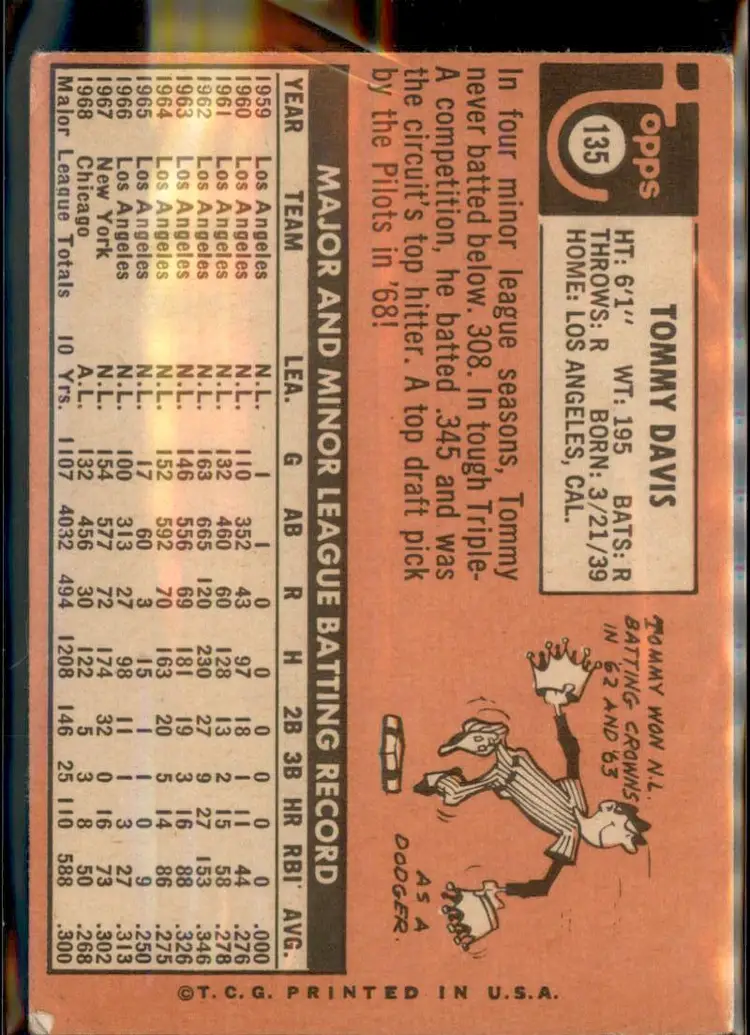 Topps
135
TOMMY DAVIS
HT: 6'1" WT: 195 BATS: R
THROWS: R BORN: 3/21/39
HOME: LOS ANGELES, CAL.
In four minor league seasons, Tommy
never batted below. 308. In tough Triple-
A competition, he batted .345 and was
the circuit's top hitter. A top draft pick
by the Pilots in '68!
TOMMY WON N.L.
BATTING CROWNS
IN '62 AND '63
AS A
DODGER.
MAJOR AND MINOR LEAGUE BATTING RECORD
YEAR TEAM LEA. G AB R H 2B 3B HR RBI AVG.
1959 Los Angeles N.L. 1 1 0 0 0 0 0 0 .000
1960 Los Angeles N.L. 110 352 43 97 18 1 11 44 .276
1961 Los Angeles N.L. 132 460 60 128 13 2 15 58 .278
1962 Los Angeles N.L. 163 665 120 230 27 9 27 153 .346
1963 Los Angeles N.L. 146 556 69 181 19 3 16 88 .326
1964 Los Angeles N.L. 152 592 70 163 20 5 14 86 .275
1965 Los Angeles N.L. 17 60 3 15 1 1 0 9 .250
1966 Los Angeles N.L. 100 313 27 98 11 1 3 27 .313
1967 New York N.L. 154 577 72 174 32 0 16 73 .302
1968 Chicago A.L. 132 456 30 122 5 3 8 50 .268
Major League Totals 10 Yrs. 1107 4032 494 1208 146 25 110 588 .300
©T.C.G. PRINTED IN U.S.A.